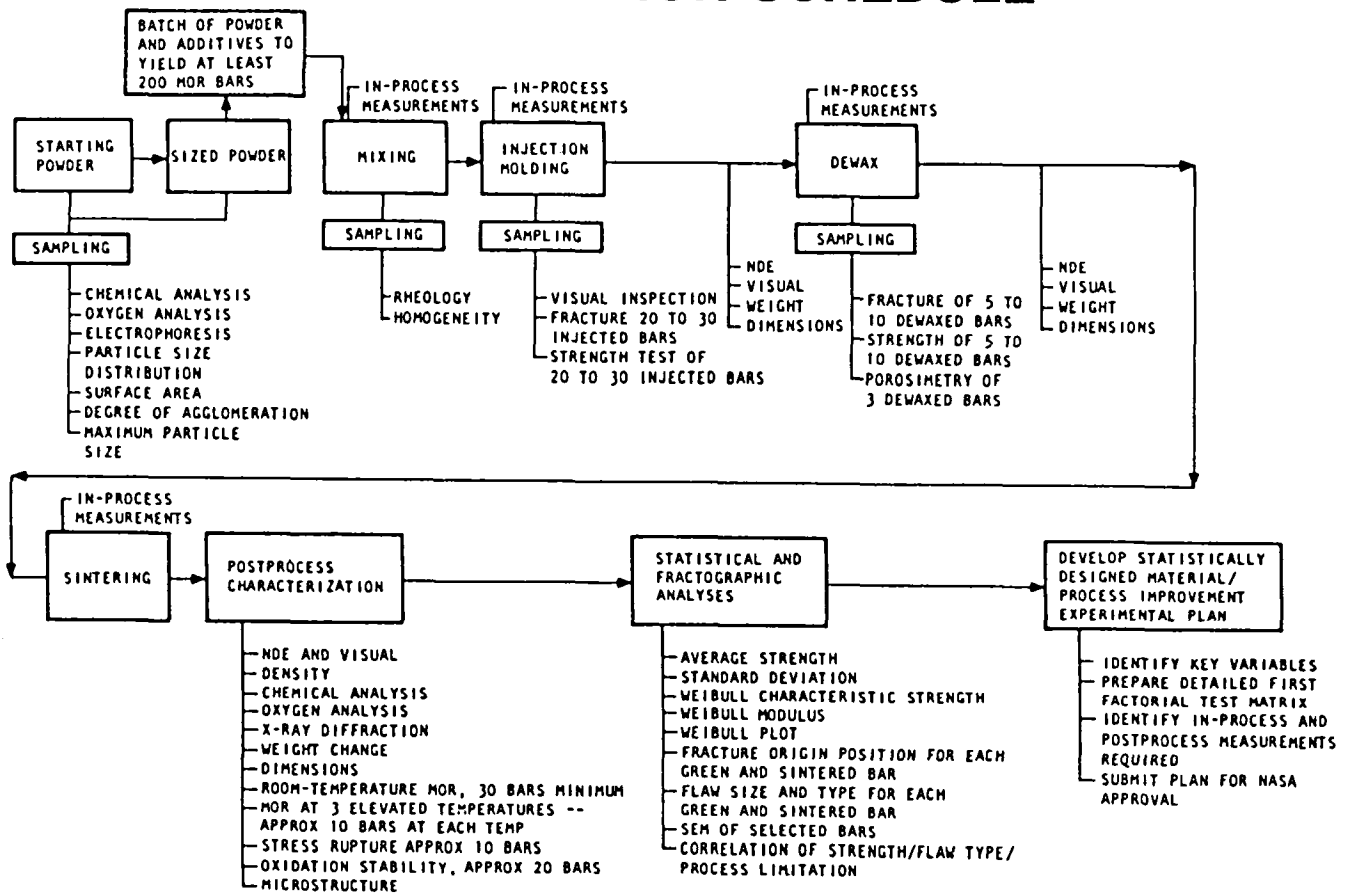 BATCH OF POWDER
AND ADDITIVES TO
YIELD AT LEAST
200 MOR BARS
STARTING
POWDER
SIZED POWDER
SAMPLING
CHEMICAL ANALYSIS
OXYGEN ANALYSIS
ELECTROPHORESIS
PARTICLE SIZE
DISTRIBUTION
SURFACE AREA
DEGREE OF AGGLOMERATION
MAXIMUM PARTICLE
SIZE
IN-PROCESS
MEASUREMENTS
MIXING
SAMPLING
RHEOLOGY
HOMOGENEITY
IN-PROCESS
MEASUREMENTS
INJECTION
MOLDING
SAMPLING
VISUAL INSPECTION
FRACTURE 20 TO 30
INJECTED BARS
STRENGTH TEST OF
20 TO 30 INJECTED BARS
NDE
VISUAL
WEIGHT
DIMENSIONS
IN-PROCESS
MEASUREMENTS
DEWAX
SAMPLING
FRACTURE OF 5 TO
10 DEWAXED BARS
STRENGTH OF 5 TO
10 DEWAXED BARS
POROSIMETRY OF
3 DEWAXED BARS
NDE
VISUAL
WEIGHT
DIMENSIONS
IN-PROCESS
MEASUREMENTS
SINTERING
POSTPROCESS
CHARACTERIZATION
NDE AND VISUAL
DENSITY
CHEMICAL ANALYSIS
OXYGEN ANALYSIS
X-RAY DIFFRACTION
WEIGHT CHANGE
DIMENSIONS
ROOM-TEMPERATURE MOR, 30 BARS MINIMUM
MOR AT 3 ELEVATED TEMPERATURES --
APPROX 10 BARS AT EACH TEMP
STRESS RUPTURE APPROX 10 BARS
OXIDATION STABILITY, APPROX 20 BARS
MICROSTRUCTURE
STATISTICAL AND
FRACTOGRAPHIC
ANALYSES
AVERAGE STRENGTH
STANDARD DEVIATION
WEIBULL CHARACTERISTIC STRENGTH
WEIBULL MODULUS
WEIBULL PLOT
FRACTURE ORIGIN POSITION FOR EACH
GREEN AND SINTERED BAR
FLAW SIZE AND TYPE FOR EACH
GREEN AND SINTERED BAR
SEM OF SELECTED BARS
CORRELATION OF STRENGTH/FLAW TYPE/
PROCESS LIMITATION
DEVELOP STATISTICALLY
DESIGNED MATERIAL/
PROCESS IMPROVEMENT
EXPERIMENTAL PLAN
IDENTIFY KEY VARIABLES
PREPARE DETAILED FIRST
FACTORIAL TEST MATRIX
IDENTIFY IN-PROCESS AND
POSTPROCESS MEASUREMENTS
REQUIRED
SUBMIT PLAN FOR NASA
APPROVAL